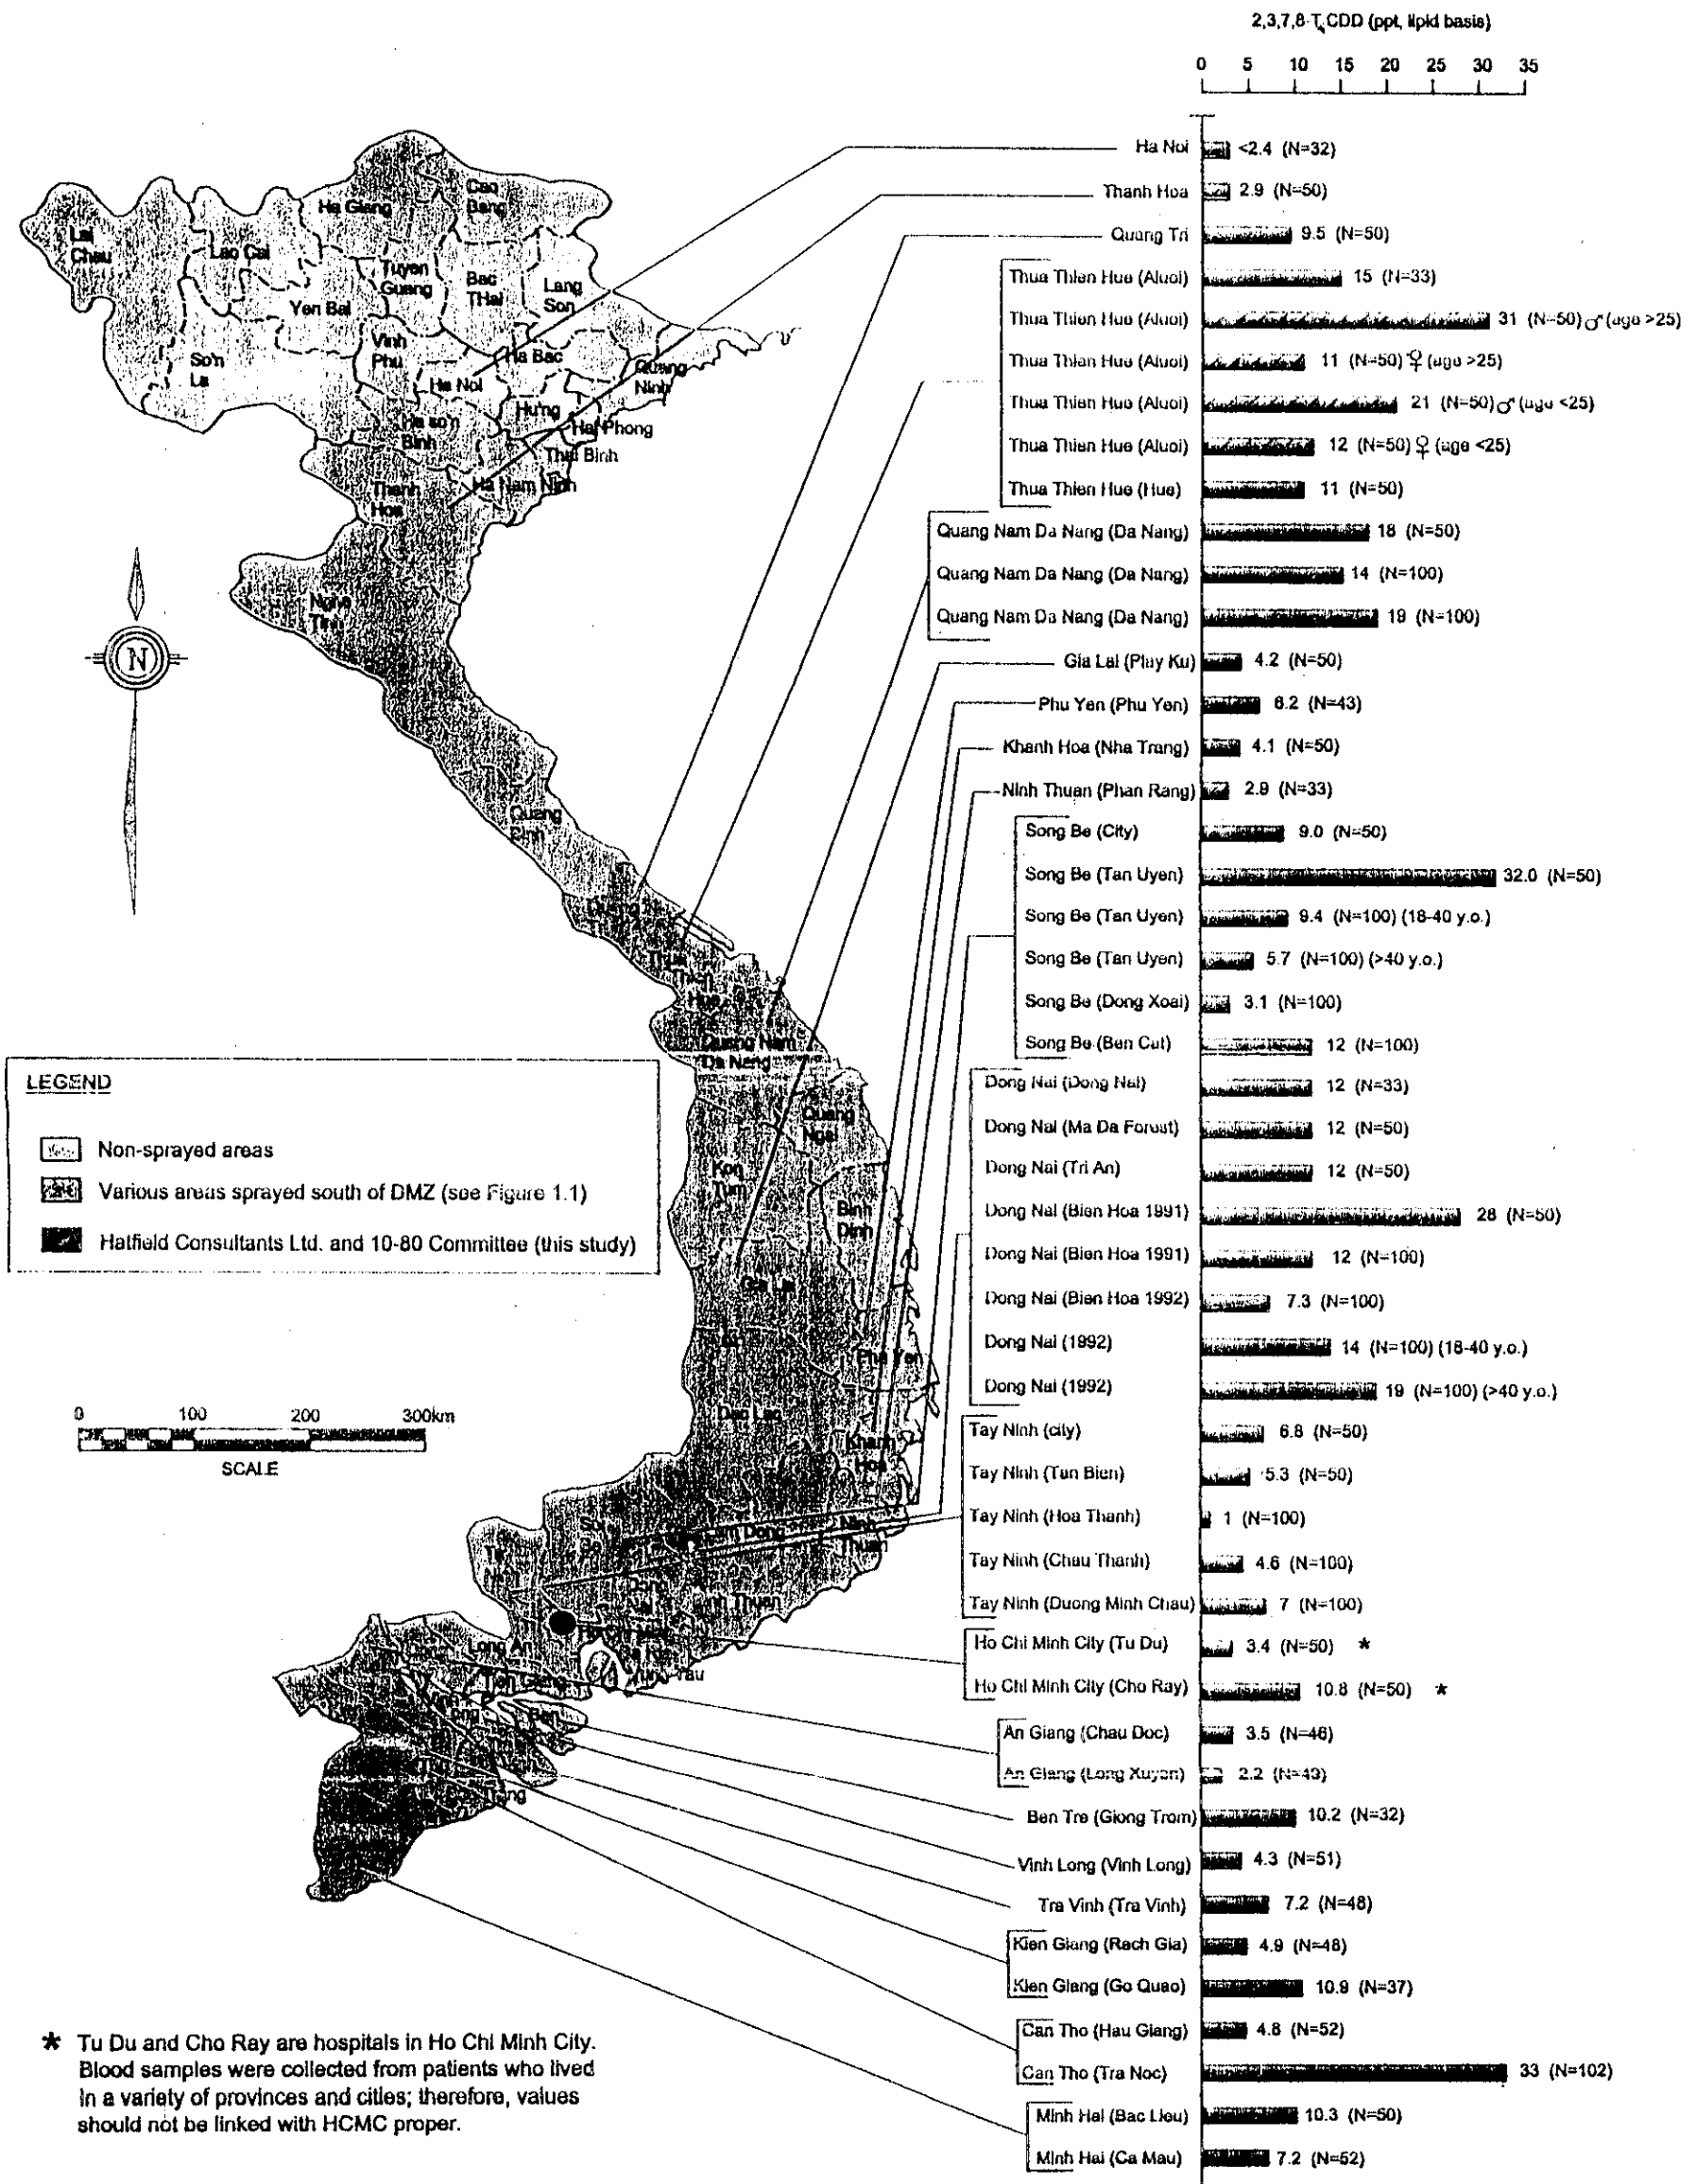 2,3,7,8-T4CDD (ppt, lipid basis)
0 5 10 15 20 25 30 35
Ha Noi <2.4 (N=32)
Thanh Hoa 2.9 (N=50)
Quang Tri 9.5 (N=50)
Thua Thien Hue (Aluoi) 15 (N=33)
Thua Thien Hue (Aluoi) 31 (N=50) ♂ (age >25)
Thua Thien Hue (Aluoi) 11 (N=50) ♀ (age >25)
Thua Thien Hue (Aluoi) 21 (N=50) ♂ (age <25)
Thua Thien Hue (Aluoi) 12 (N=50) ♀ (age <25)
Thua Thien Hue (Hue) 11 (N=50)
Quang Nam Da Nang (Da Nang) 18 (N=50)
Quang Nam Da Nang (Da Nang) 14 (N=100)
Quang Nam Da Nang (Da Nang) 19 (N=100)
Gia Lai (Play Ku) 4.2 (N=50)
Phu Yen (Phu Yen) 6.2 (N=43)
Khanh Hoa (Nha Trang) 4.1 (N=50)
Ninh Thuan (Phan Rang) 2.9 (N=33)
Song Be (City) 9.0 (N=50)
Song Be (Tan Uyen) 32.0 (N=50)
Song Be (Tan Uyen) 9.4 (N=100) (18-40 y.o.)
Song Be (Tan Uyen) 5.7 (N=100) (>40 y.o.)
Song Be (Dong Xoai) 3.1 (N=100)
Song Be (Ben Cat) 12 (N=100)
Dong Nai (Dong Nai) 12 (N=33)
Dong Nai (Ma Da Forest) 12 (N=50)
Dong Nai (Tri An) 12 (N=50)
Dong Nai (Bien Hoa 1991) 28 (N=50)
Dong Nai (Bien Hoa 1991) 12 (N=100)
Dong Nai (Bien Hoa 1992) 7.3 (N=100)
Dong Nai (1992) 14 (N=100) (18-40 y.o.)
Dong Nai (1992) 19 (N=100) (>40 y.o.)
Tay Ninh (city) 6.8 (N=50)
Tay Ninh (Tan Bien) 5.3 (N=50)
Tay Ninh (Hoa Thanh) 1 (N=100)
Tay Ninh (Chau Thanh) 4.6 (N=100)
Tay Ninh (Duong Minh Chau) 7 (N=100)
Ho Chi Minh City (Tu Du) 3.4 (N=50) *
Ho Chi Minh City (Cho Ray) 10.8 (N=50) *
An Giang (Chau Doc) 3.5 (N=46)
An Giang (Long Xuyen) 2.2 (N=43)
Ben Tre (Giong Trom) 10.2 (N=32)
Vinh Long (Vinh Long) 4.3 (N=51)
Tra Vinh (Tra Vinh) 7.2 (N=48)
Kien Giang (Rach Gia) 4.9 (N=48)
Kien Giang (Go Quao) 10.9 (N=37)
Can Tho (Hau Giang) 4.8 (N=52)
Can Tho (Tra Noc) 33 (N=102)
Minh Hai (Bac Lieu) 10.3 (N=50)
Minh Hai (Ca Mau) 7.2 (N=52)
Lai
Chau
Lao Cai
Ha Giang
Cao
Bang
Tuyen
Guang
Bac
THai
Lang
Son
Yen Bai
Vinh
Phu
So'n
La
Ha Noi
Ha Bac
Quang
Ninh
Hu'ng
Hai Phong
Ha so'n
Binh
Thai Binh
Ha Nam Ninh
Thanh
Hoa
Nghe
Tinh
N
Quang
Binh
Thua
Thien
Hue
Quang Nam
Da Nang
Quang
Ngai
Kon
Tum
Binh
Dinh
Gia Lai
Phu Yen
Dac Lac
Khanh
Hoa
Lam Dong
Ninh
Thuan
Dong
Nai
Long An
Tien Giang
Vung Tau
Vinh
Long
Ben
LEGEND
Non-sprayed areas
Various areas sprayed south of DMZ (see Figure 1.1)
Hatfield Consultants Ltd. and 10-80 Committee (this study)
0 100 200 300km
SCALE
* Tu Du and Cho Ray are hospitals in Ho Chi Minh City.
Blood samples were collected from patients who lived
in a variety of provinces and cities; therefore, values
should not be linked with HCMC proper.